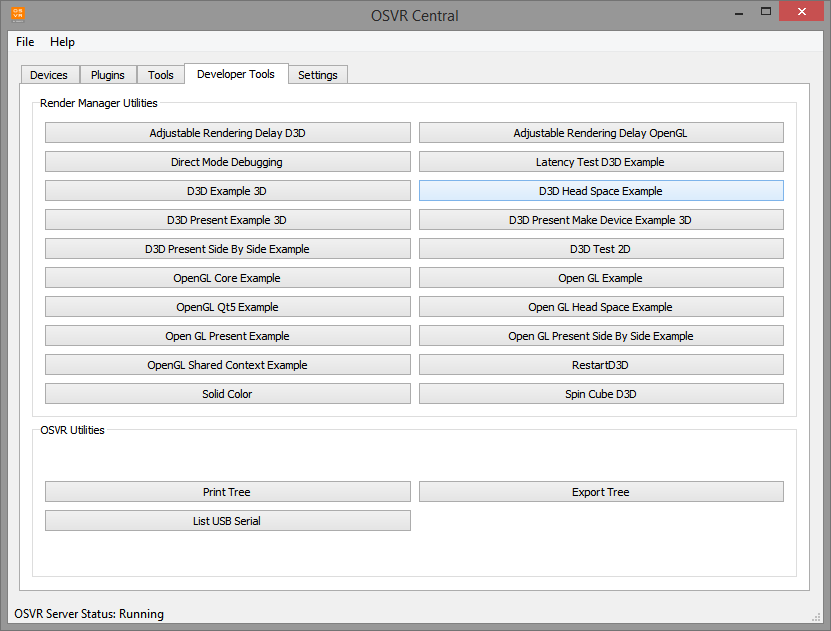 OSVR Central
File Help
Devices Plugins Tools Developer Tools Settings
Render Manager Utilities
Adjustable Rendering Delay D3D Adjustable Rendering Delay OpenGL
Direct Mode Debugging Latency Test D3D Example
D3D Example 3D D3D Head Space Example
D3D Present Example 3D D3D Present Make Device Example 3D
D3D Present Side By Side Example D3D Test 2D
OpenGL Core Example Open GL Example
OpenGL Qt5 Example Open GL Head Space Example
Open GL Present Example Open GL Present Side By Side Example
OpenGL Shared Context Example RestartD3D
Solid Color Spin Cube D3D
OSVR Utilities
Print Tree Export Tree
List USB Serial
OSVR Server Status: Running